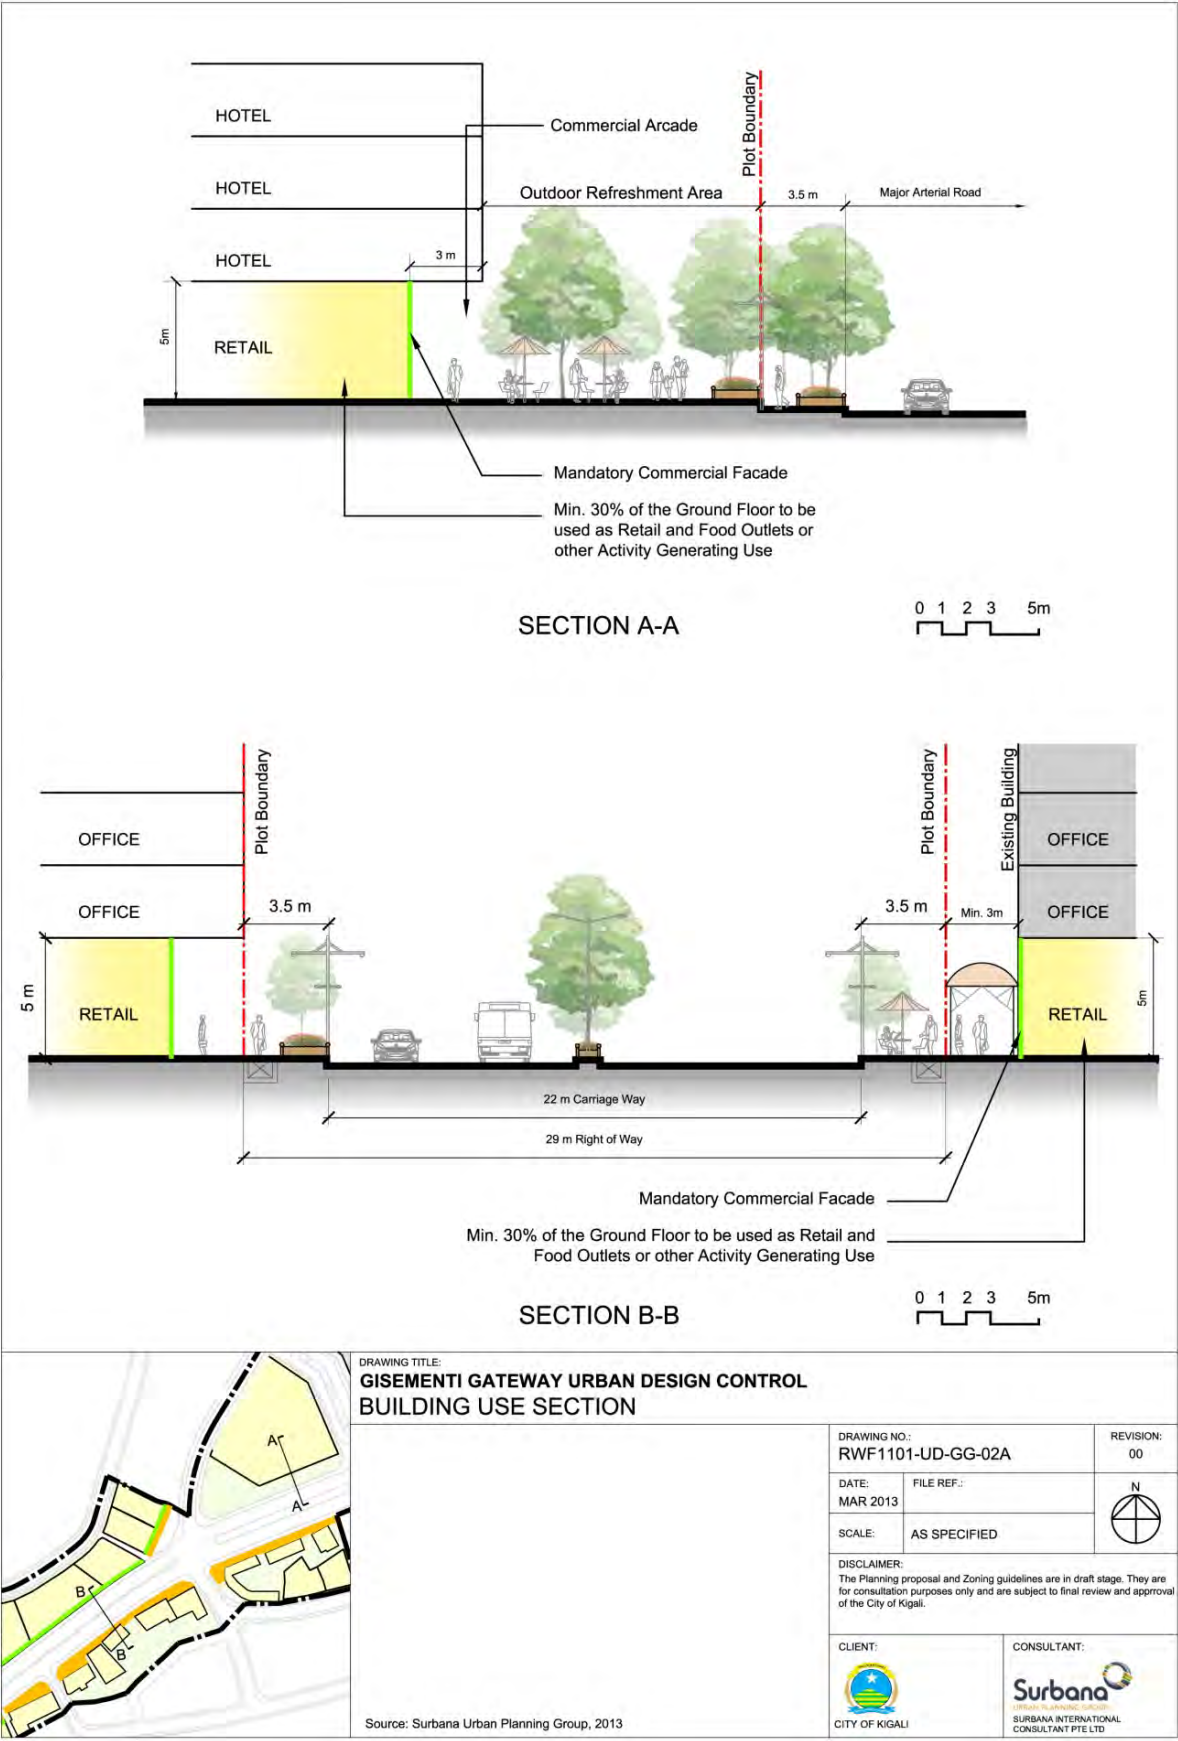 HOTEL
Commercial Arcade
Plot Boundary
HOTEL
Outdoor Refreshment Area
3.5 m
Major Arterial Road
HOTEL
3 m
5m
RETAIL
Mandatory Commercial Facade
Min. 30% of the Ground Floor to be
used as Retail and Food Outlets or
other Activity Generating Use
SECTION A-A
0 1 2 3 5m
Plot Boundary
Plot Boundary
Existing Building
OFFICE
OFFICE
OFFICE
3.5 m
3.5 m
Min. 3m
OFFICE
5 m
RETAIL
RETAIL
5m
22 m Carriage Way
29 m Right of Way
Mandatory Commercial Facade
Min. 30% of the Ground Floor to be used as Retail and
Food Outlets or other Activity Generating Use
SECTION B-B
0 1 2 3 5m
A
A
B
B
DRAWING TITLE:
GISEMENTI GATEWAY URBAN DESIGN CONTROL
BUILDING USE SECTION
Source: Surbana Urban Planning Group, 2013
DRAWING NO.:
RWF1101-UD-GG-02A
REVISION:
00
DATE:
MAR 2013
FILE REF.:
N
SCALE:
AS SPECIFIED
DISCLAIMER:
The Planning proposal and Zoning guidelines are in draft stage. They are
for consultation purposes only and are subject to final review and approval
of the City of Kigali.
CLIENT:
CITY OF KIGALI
CONSULTANT:
Surbana
URBAN PLANNING GROUP
SURBANA INTERNATIONAL
CONSULTANT PTE LTD